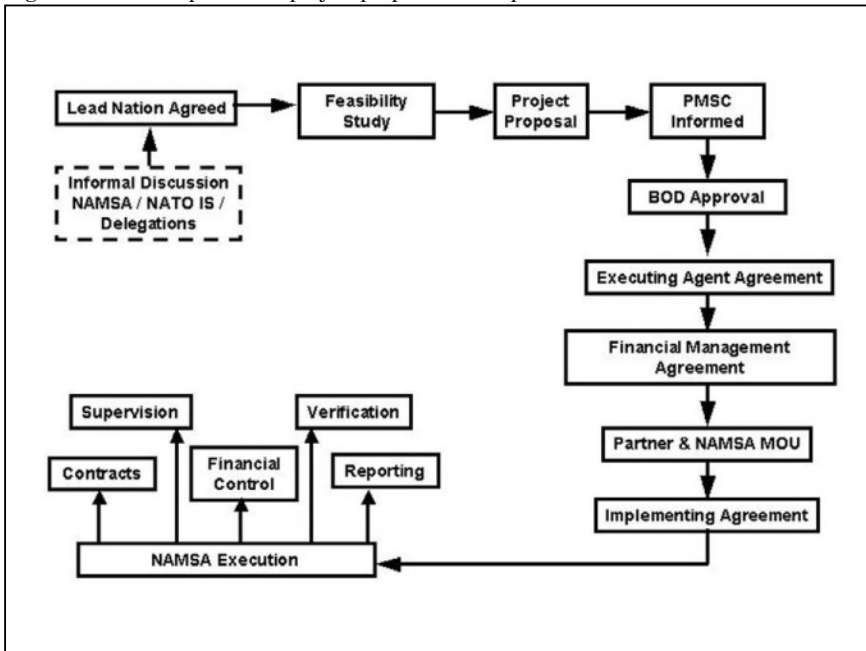 Lead Nation Agreed
Feasibility
Study
Project
Proposal
PMSC
Informed
Informal Discussion
NAMSA / NATO IS /
Delegations
BOD Approval
Executing Agent Agreement
Financial Management
Agreement
Partner & NAMSA MOU
Implementing Agreement
Supervision
Verification
Contracts
Financial
Control
Reporting
NAMSA Execution